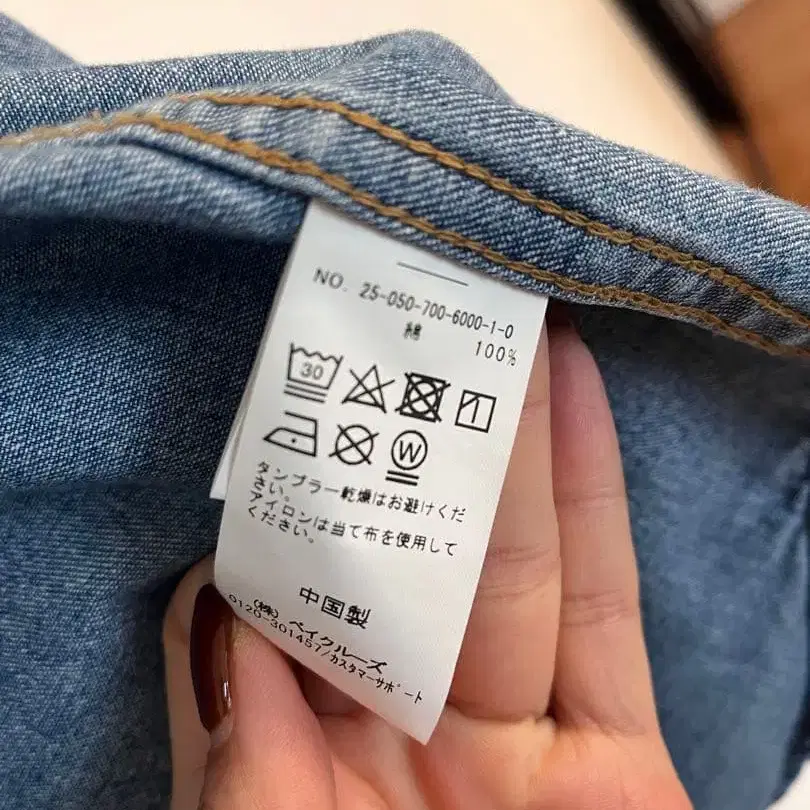 NO. 25-050-700-6000-1-0
綿 100%
30
W
タンブラー乾燥はお避けくだ
さい。
アイロンは当て布を使用して
ください。
中国製
(株)ベイクルーズ
0120-301457/カスタマーサポート